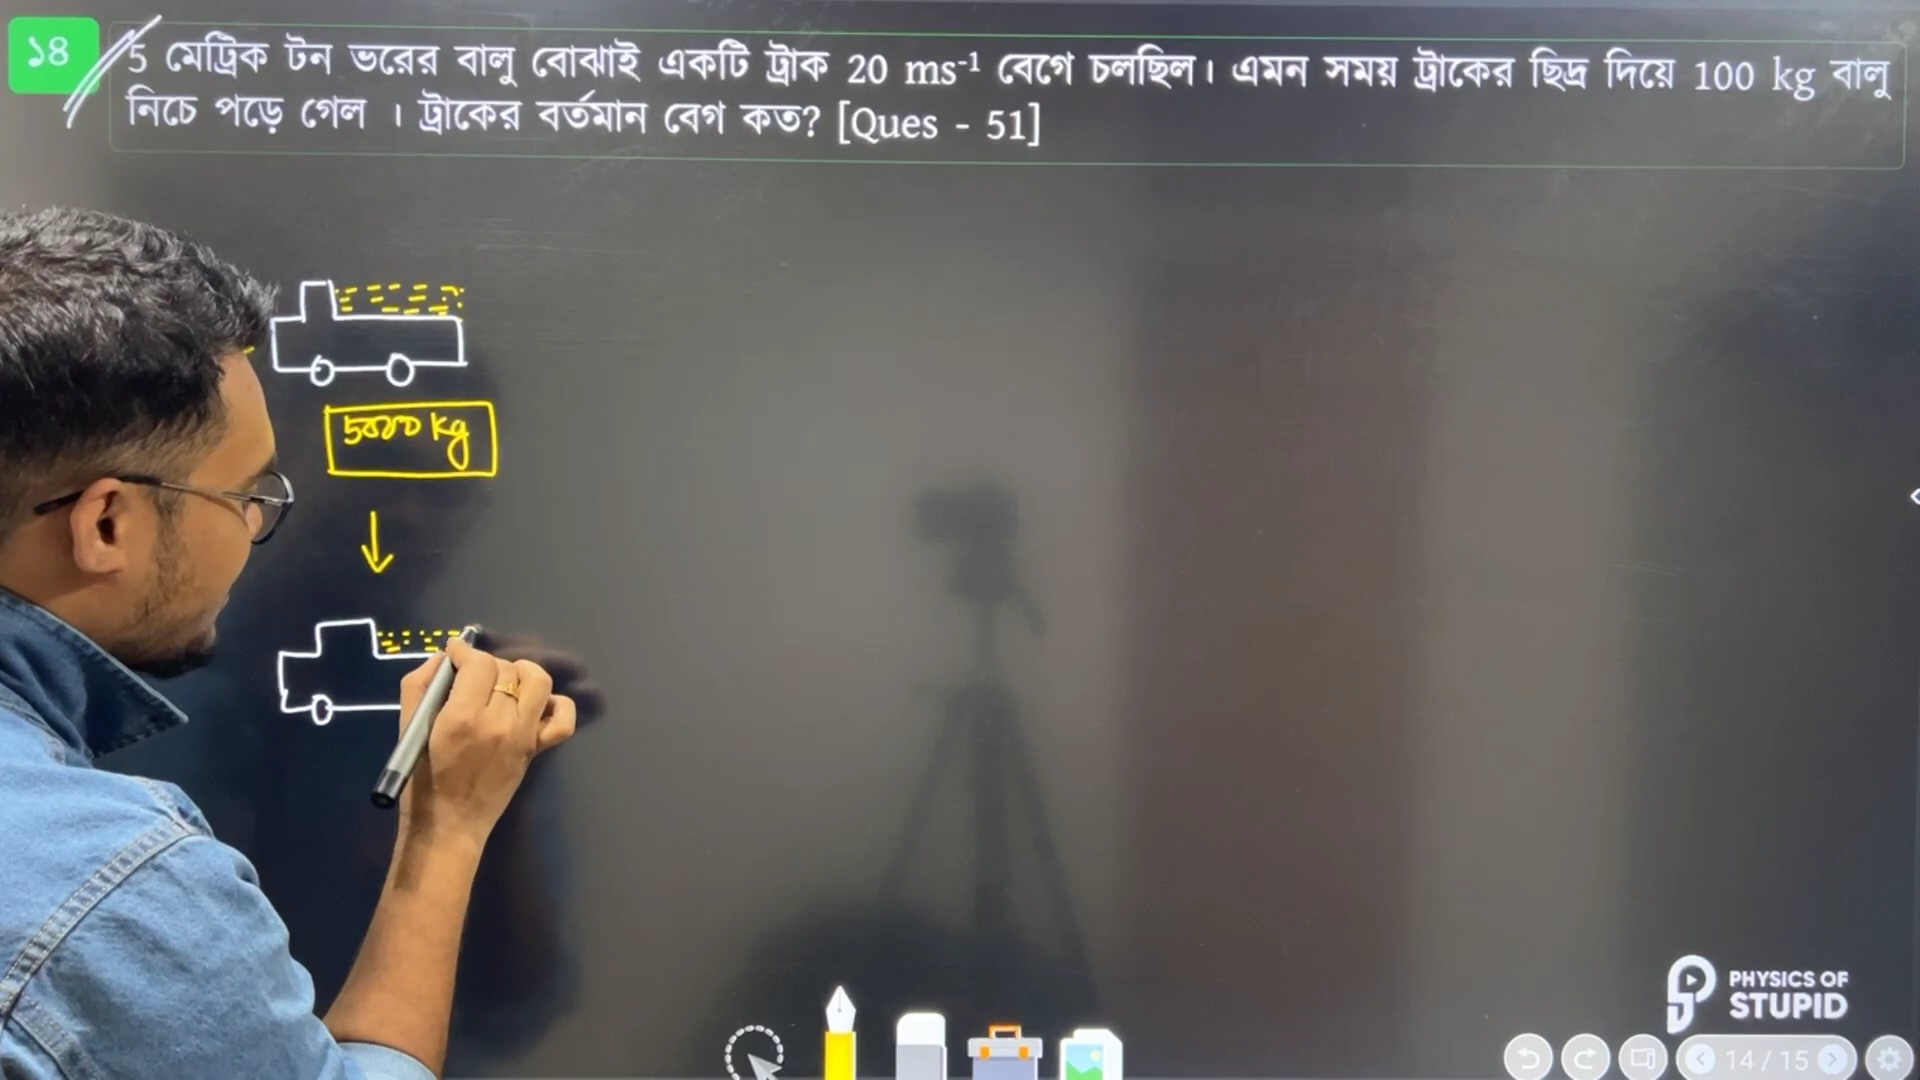 ১৪
5 মেট্রিক টন ভরের বালু বোঝাই একটি ট্রাক 20 ms⁻¹ বেগে চলছিল। এমন সময় ট্রাকের ছিদ্র দিয়ে 100 kg বালু
নিচে পড়ে গেল । ট্রাকের বর্তমান বেগ কত? [Ques - 51]
5000 kg
PHYSICS OF
STUPID
14 / 15